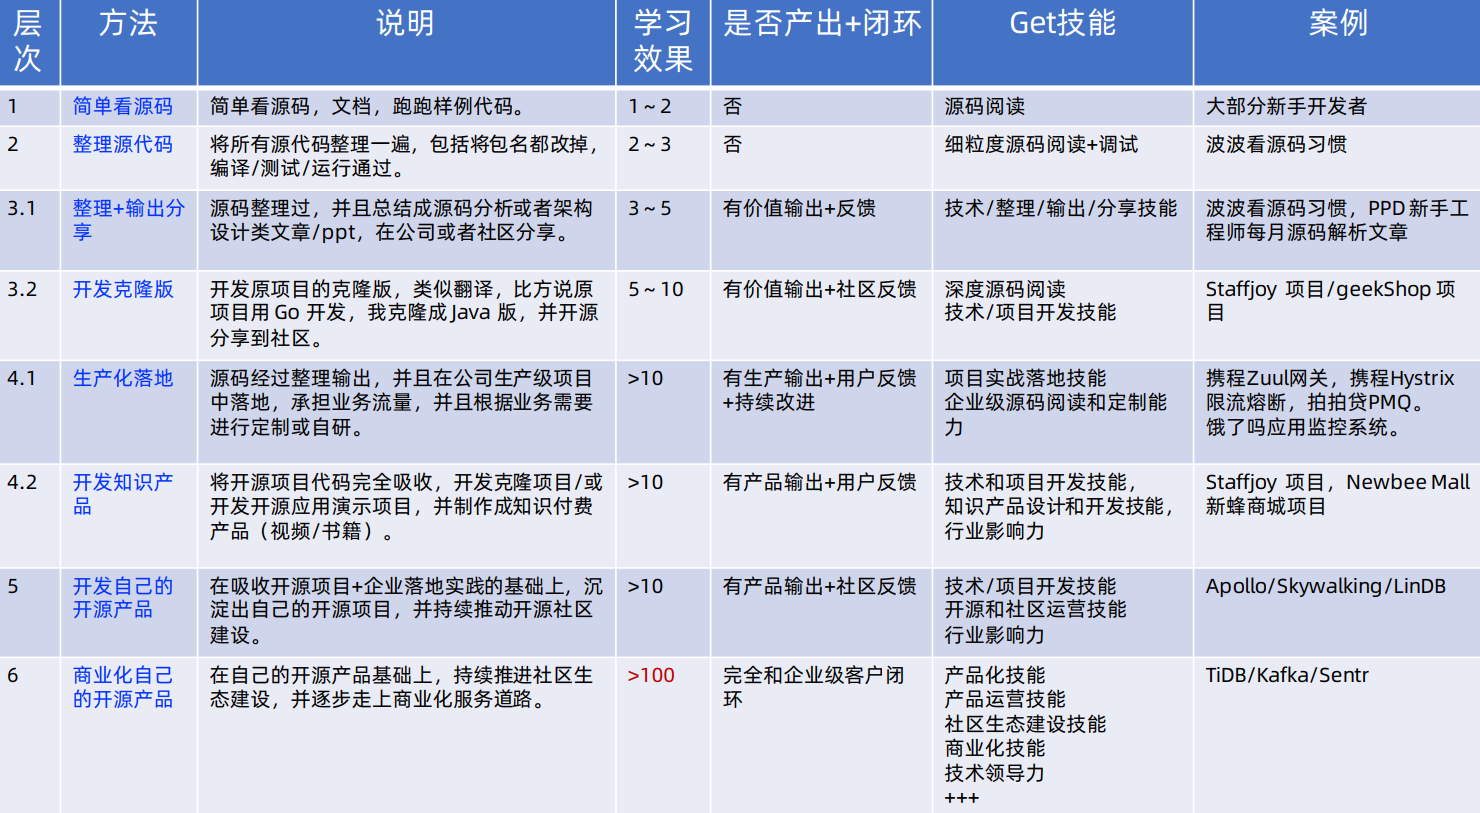 层次
方法
说明
学习效果
是否产出+闭环
Get技能
案例
1
简单看源码
简单看源码，文档，跑跑样例代码。
1~2
否
源码阅读
大部分新手开发者
2
整理源代码
将所有源代码整理一遍，包括将包名都改掉，
编译/测试/运行通过。
2~3
否
细粒度源码阅读+调试
波波看源码习惯
3.1
整理+输出分
享
源码整理过，并且总结成源码分析或者架构
设计类文章/ppt，在公司或者社区分享。
3~5
有价值输出+反馈
技术/整理/输出/分享技能
波波看源码习惯，PPD新手工
程师每月源码解析文章
3.2
开发克隆版
开发原项目的克隆版，类似翻译，比方说原
项目用Go 开发，我克隆成Java 版，并开源
分享到社区。
5~10
有价值输出+社区反馈
深度源码阅读
技术/项目开发技能
Staffjoy 项目/geekShop项
目
4.1
生产化落地
源码经过整理输出，并且在公司生产级项目
中落地，承担业务流量，并且根据业务需要
进行定制或自研。
>10
有生产输出+用户反馈
+持续改进
项目实战落地技能
企业级源码阅读和定制能
力
携程Zuul网关，携程Hystrix
限流熔断，拍拍贷PMQ。
饿了吗应用监控系统。
4.2
开发知识产
品
将开源项目代码完全吸收，开发克隆项目/或
开发开源应用演示项目，并制作成知识付费
产品（视频/书籍）。
>10
有产品输出+用户反馈
技术和项目开发技能，
知识产品设计和开发技能，
行业影响力
Staffjoy 项目，Newbee Mall
新蜂商城项目
5
开发自己的
开源产品
在吸收开源项目+企业落地实践的基础上，沉
淀出自己的开源项目，并持续推动开源社区
建设。
>10
有产品输出+社区反馈
技术/项目开发技能
开源和社区运营技能
行业影响力
Apollo/Skywalking/LinDB
6
商业化自己
的开源产品
在自己的开源产品基础上，持续推进社区生
态建设，并逐步走上商业化服务道路。
>100
完全和企业级客户闭
环
产品化技能
产品运营技能
社区生态建设技能
商业化技能
技术领导力
+++
TiDB/Kafka/Sentr